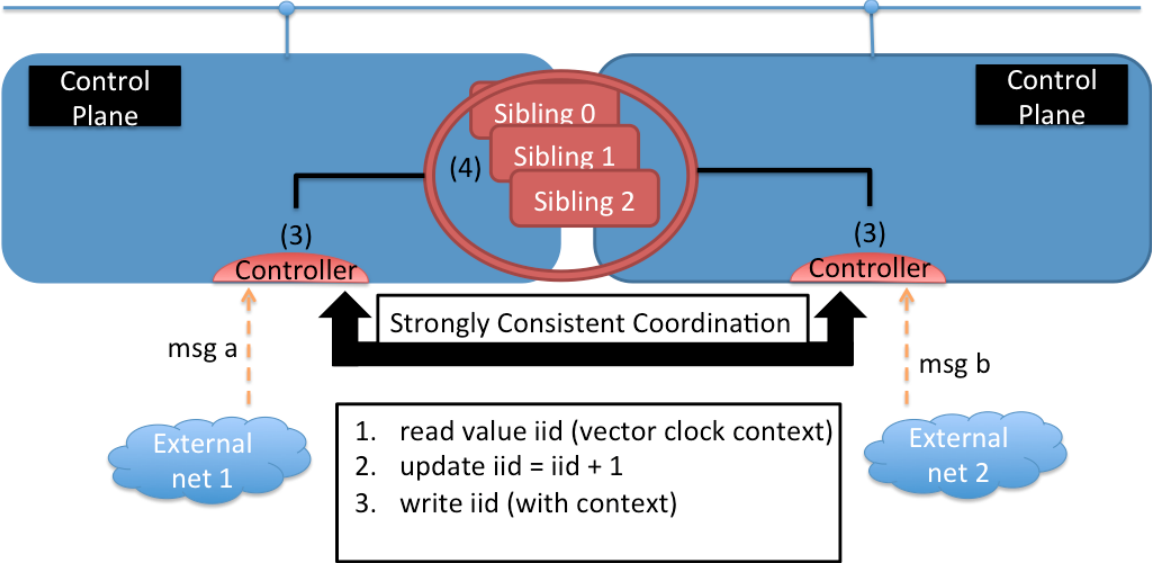 Control
Plane
Control
Plane
Sibling 0
(4)
Sibling 1
Sibling 2
(3)
(3)
Controller
Controller
Strongly Consistent Coordination
msg a
msg b
External
net 1
External
net 2
1. read value iid (vector clock context)
2. update iid = iid + 1
3. write iid (with context)